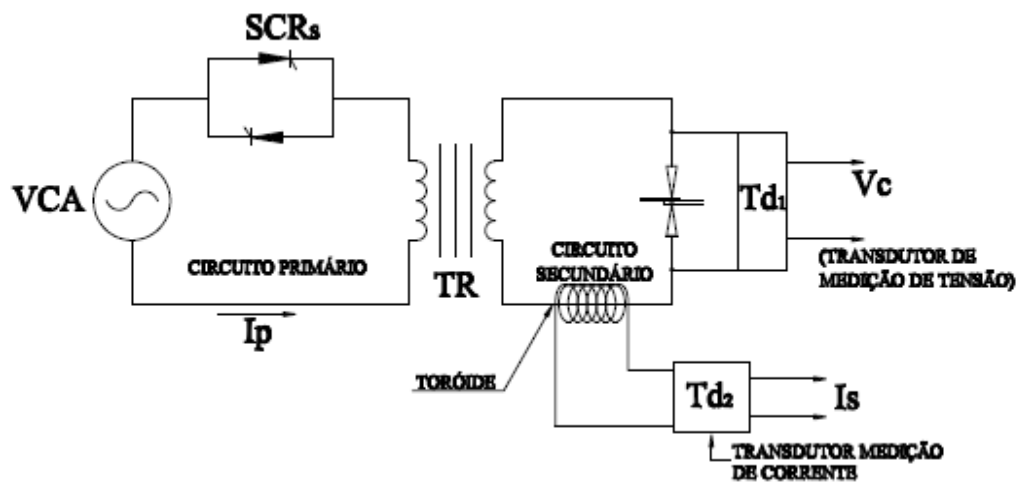 SCRs
VCA
CIRCUITO PRIMÁRIO
Ip
TR
CIRCUITO
SECUNDÁRIO
TORÓIDE
Td1
Vc
(TRANSDUTOR DE
MEDIÇÃO DE TENSÃO)
Td2
Is
TRANSDUTOR MEDIÇÃO
DE CORRENTE